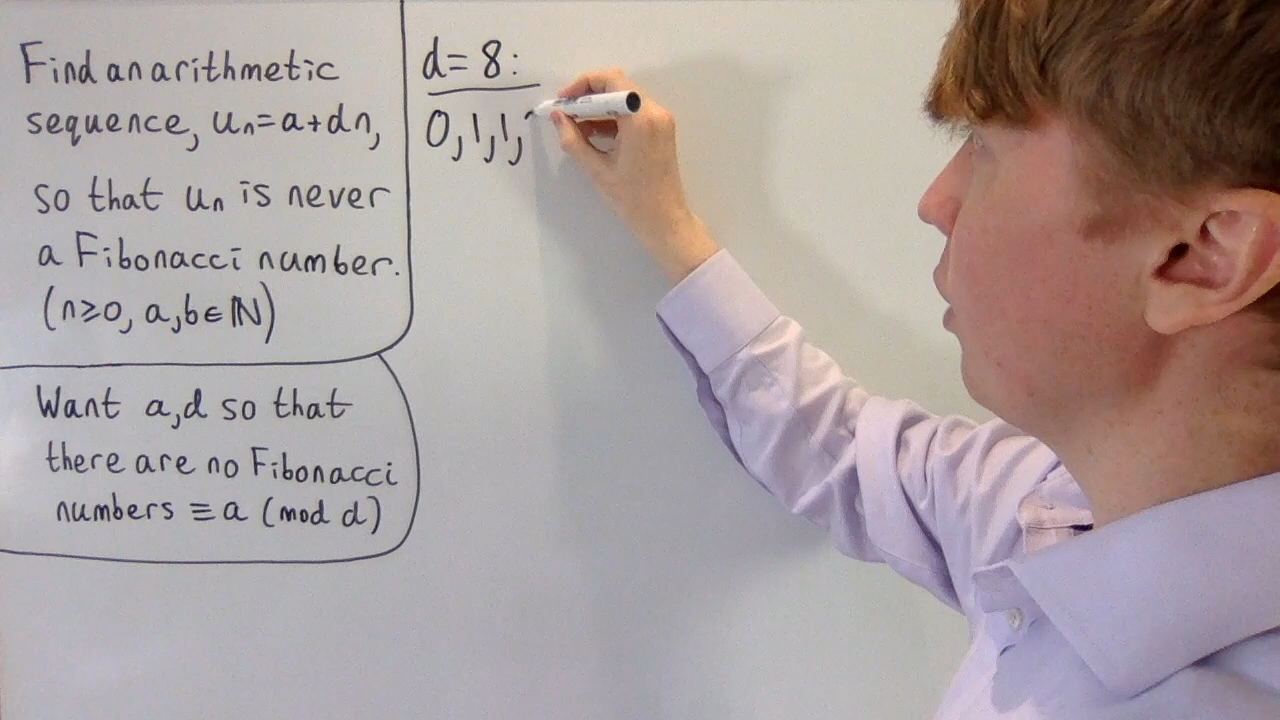 Find an arithmetic
sequence, uₙ=a+dn,
so that uₙ is never
a Fibonacci number.
(n≥0, a,b∈ℕ)
Want a,d so that
there are no Fibonacci
numbers ≡ a (mod d)
d=8:
0,1,1,